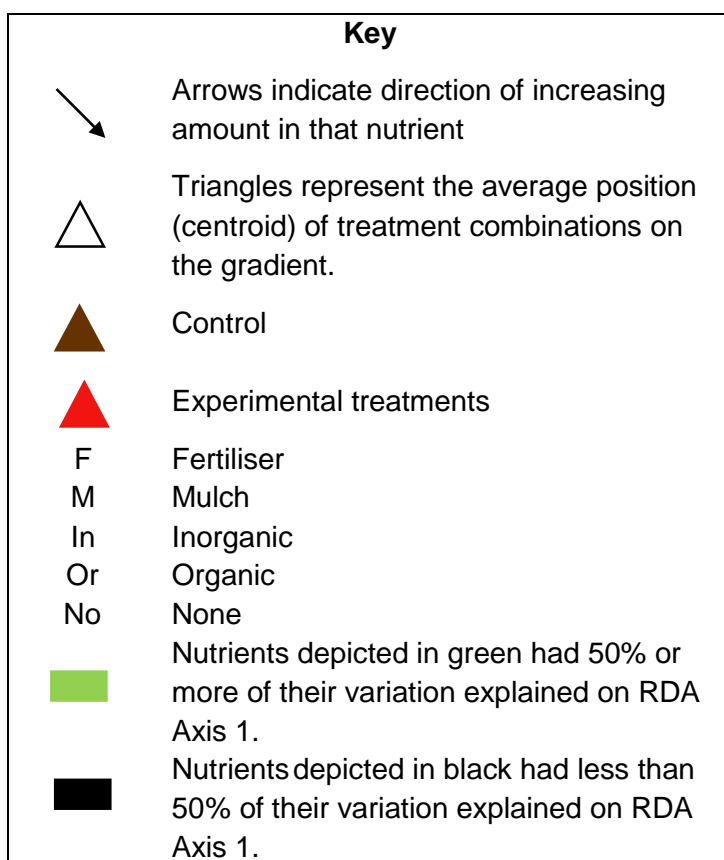 Key
Arrows indicate direction of increasing
amount in that nutrient
Triangles represent the average position
(centroid) of treatment combinations on
the gradient.
Control
Experimental treatments
F Fertiliser
M Mulch
In Inorganic
Or Organic
No None
Nutrients depicted in green had 50% or
more of their variation explained on RDA
Axis 1.
Nutrients depicted in black had less than
50% of their variation explained on RDA
Axis 1.